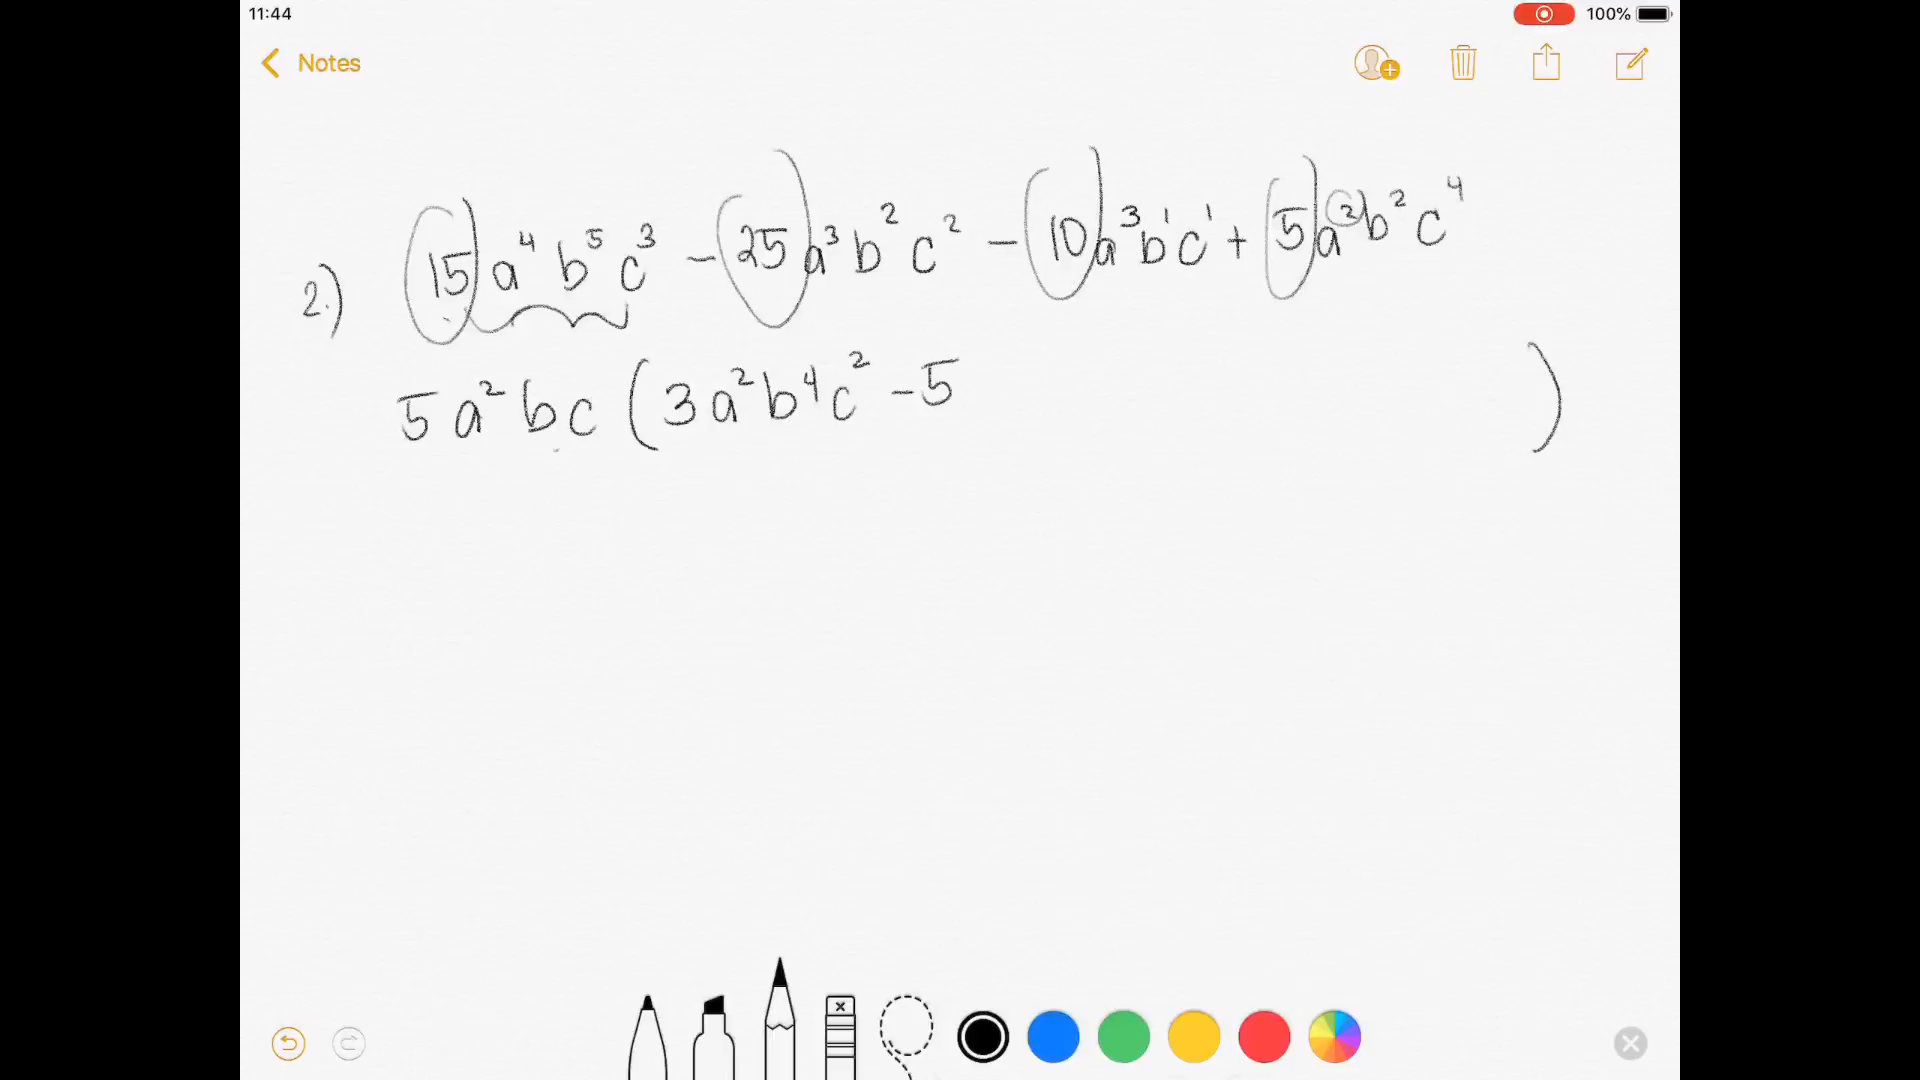 11:44
100%
Notes
2.) 15a⁴b⁵c³ - 25a³b²c² - 10a³b¹c¹ + 5a²b²c⁴
5a²bc (3a²b⁴c² - 5 )